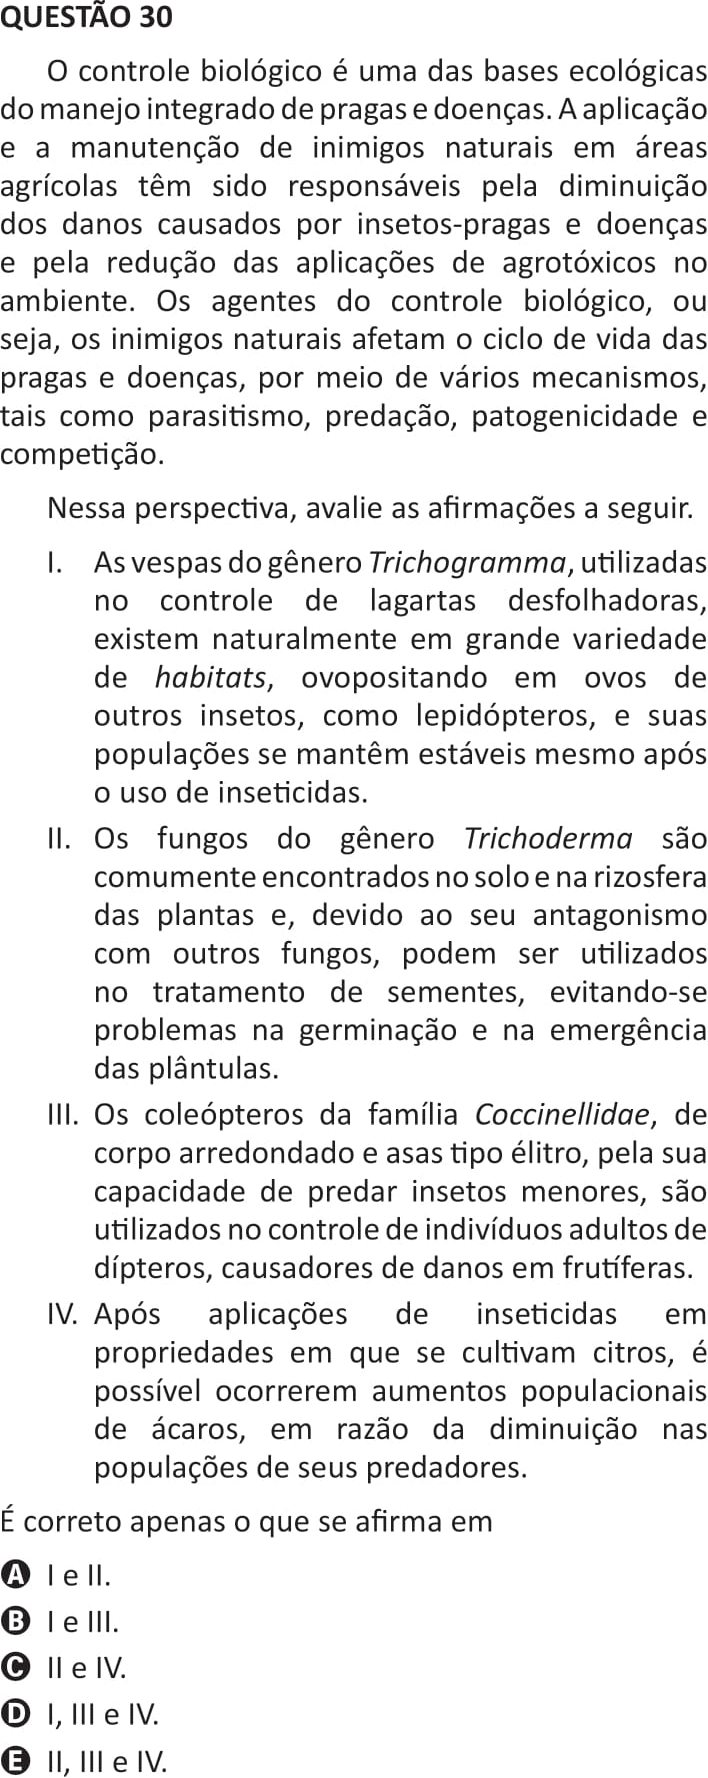 QUESTÃO 30
O controle biológico é uma das bases ecológicas
do manejo integrado de pragas e doenças. A aplicação
e a manutenção de inimigos naturais em áreas
agrícolas têm sido responsáveis pela diminuição
dos danos causados por insetos-pragas e doenças
e pela redução das aplicações de agrotóxicos no
ambiente. Os agentes do controle biológico, ou
seja, os inimigos naturais afetam o ciclo de vida das
pragas e doenças, por meio de vários mecanismos,
tais como parasitismo, predação, patogenicidade e
competição.
Nessa perspectiva, avalie as afirmações a seguir.
I. As vespas do gênero Trichogramma, utilizadas
no controle de lagartas desfolhadoras,
existem naturalmente em grande variedade
de habitats, ovopositando em ovos de
outros insetos, como lepidópteros, e suas
populações se mantêm estáveis mesmo após
o uso de inseticidas.
II. Os fungos do gênero Trichoderma são
comumente encontrados no solo e na rizosfera
das plantas e, devido ao seu antagonismo
com outros fungos, podem ser utilizados
no tratamento de sementes, evitando-se
problemas na germinação e na emergência
das plântulas.
III. Os coleópteros da família Coccinellidae, de
corpo arredondado e asas tipo élitro, pela sua
capacidade de predar insetos menores, são
utilizados no controle de indivíduos adultos de
dípteros, causadores de danos em frutíferas.
IV. Após aplicações de inseticidas em
propriedades em que se cultivam citros, é
possível ocorrerem aumentos populacionais
de ácaros, em razão da diminuição nas
populações de seus predadores.
É correto apenas o que se afirma em
A I e II.
B I e III.
C II e IV.
D I, III e IV.
E II, III e IV.